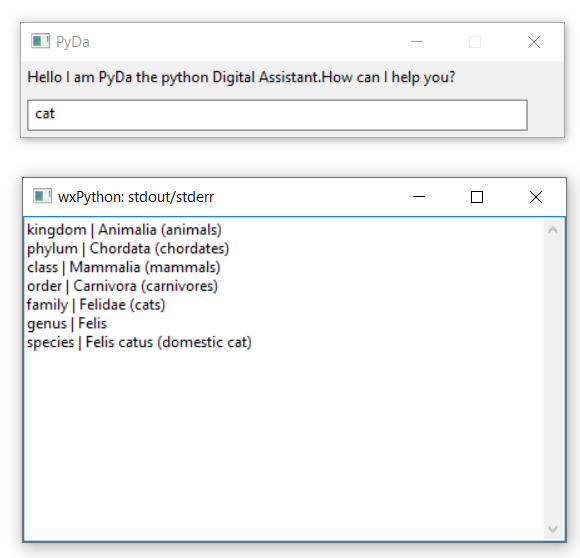 PyDa
Hello I am PyDa the python Digital Assistant.How can I help you?
cat
wxPython: stdout/stderr
kingdom | Animalia (animals)
phylum | Chordata (chordates)
class | Mammalia (mammals)
order | Carnivora (carnivores)
family | Felidae (cats)
genus | Felis
species | Felis catus (domestic cat)